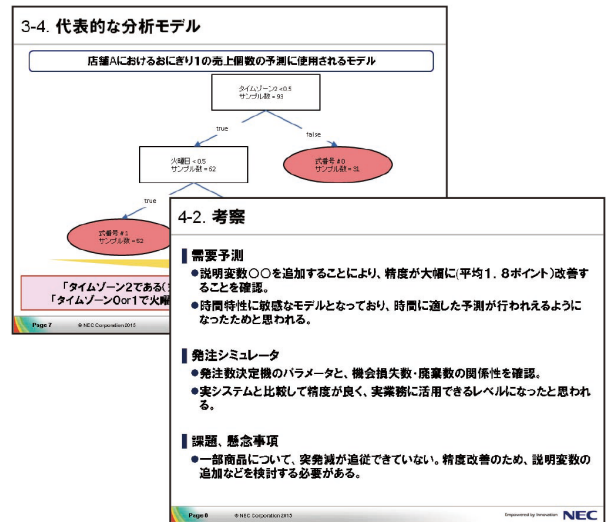 3-4. 代表的な分析モデル
店舗Aにおけるおにぎり1の売上個数の予測に使用されるモデル
タイムゾーン2 <0.5
サンプル数 = 93
true
false
火曜日 <0.5
サンプル数 = 62
式番号 #0
サンプル数 = 31
true
式番号 #1
サンプル数 = 52
「タイムゾーン2である(
「タイムゾーン0or1で火曜
Page 7
© NEC Corporation 2015
4-2. 考察
需要予測
●説明変数○○を追加することにより、精度が大幅に(平均1.8ポイント)改善す
ることを確認。
●時間特性に敏感なモデルとなっており、時間に適した予測が行われえるように
なったためと思われる。
発注シミュレータ
●発注数決定機のパラメータと、機会損失数・廃棄数の関係性を確認。
●実システムと比較して精度が良く、実業務に活用できるレベルになったと思われ
る。
課題、懸念事項
●一部商品について、突発減が追従できていない。精度改善のため、説明変数の
追加などを検討する必要がある。
Page 8
© NEC Corporation 2015
Empowered by Innovation
NEC